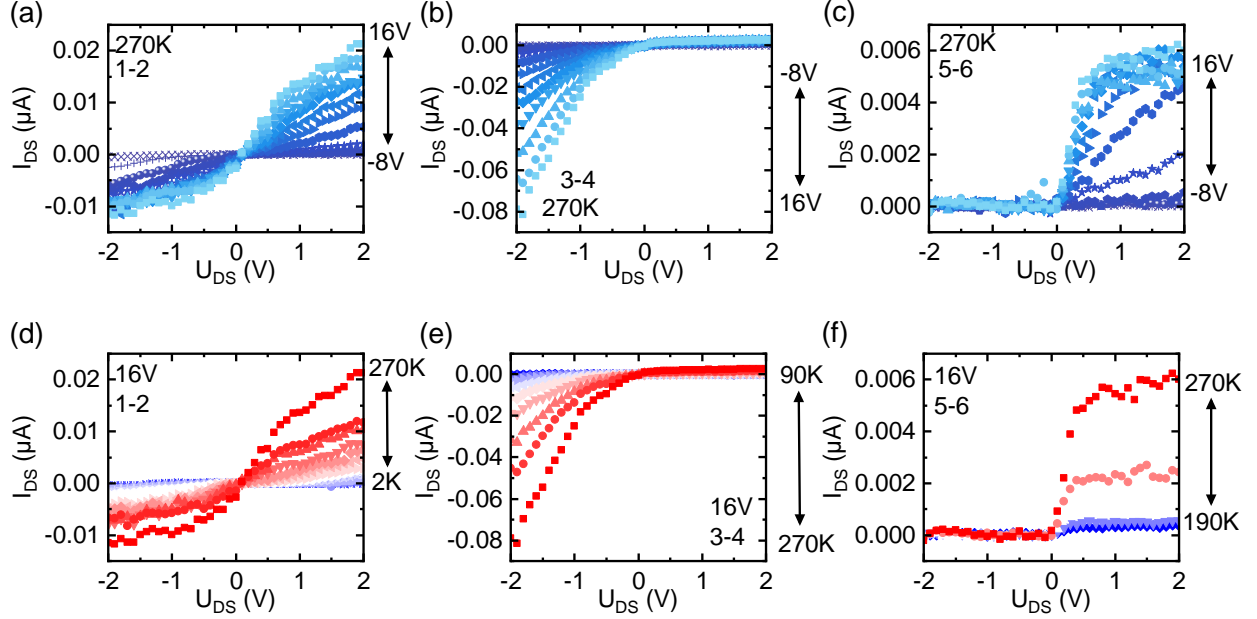 (a)
270K
1-2
16V
-8V
0.02
0.01
0.00
-0.01
I_DS (μA)
-2 -1 0 1 2
U_DS (V)
(b)
0.00
-0.02
-0.04
-0.06
-0.08
I_DS (μA)
3-4
270K
-8V
16V
-2 -1 0 1 2
U_DS (V)
(c)
270K
5-6
16V
-8V
0.006
0.004
0.002
0.000
I_DS (μA)
-2 -1 0 1 2
U_DS (V)
(d)
16V
1-2
270K
2K
0.02
0.01
0.00
-0.01
I_DS (μA)
-2 -1 0 1 2
U_DS (V)
(e)
0.00
-0.02
-0.04
-0.06
-0.08
I_DS (μA)
16V
3-4
90K
270K
-2 -1 0 1 2
U_DS (V)
(f)
16V
5-6
270K
190K
0.006
0.004
0.002
0.000
I_DS (μA)
-2 -1 0 1 2
U_DS (V)